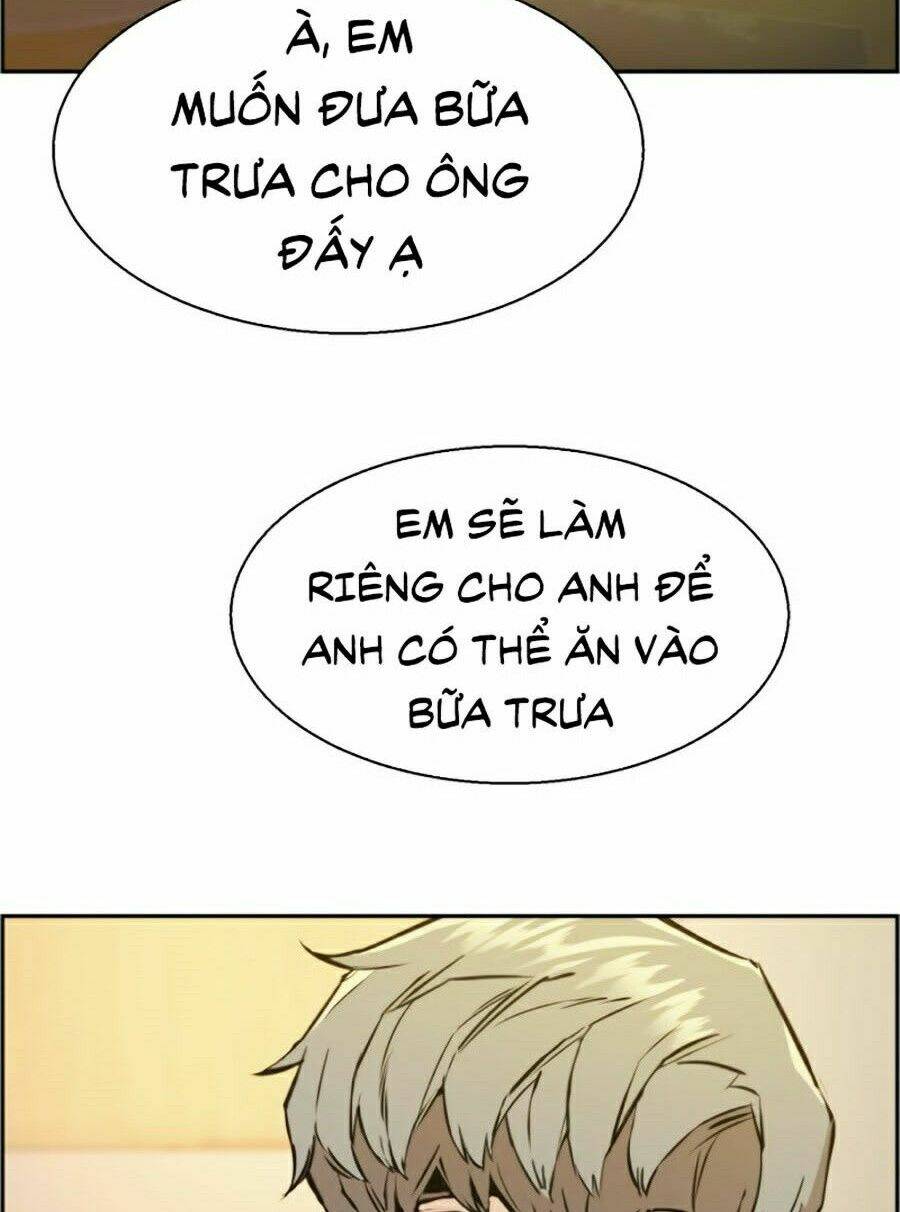 À, EM
MUỐN ĐƯA BỮA
TRƯA CHO ÔNG
ĐẤY Ạ
EM SẼ LÀM
RIÊNG CHO ANH ĐỂ
ANH CÓ THỂ ĂN VÀO
BỮA TRƯA